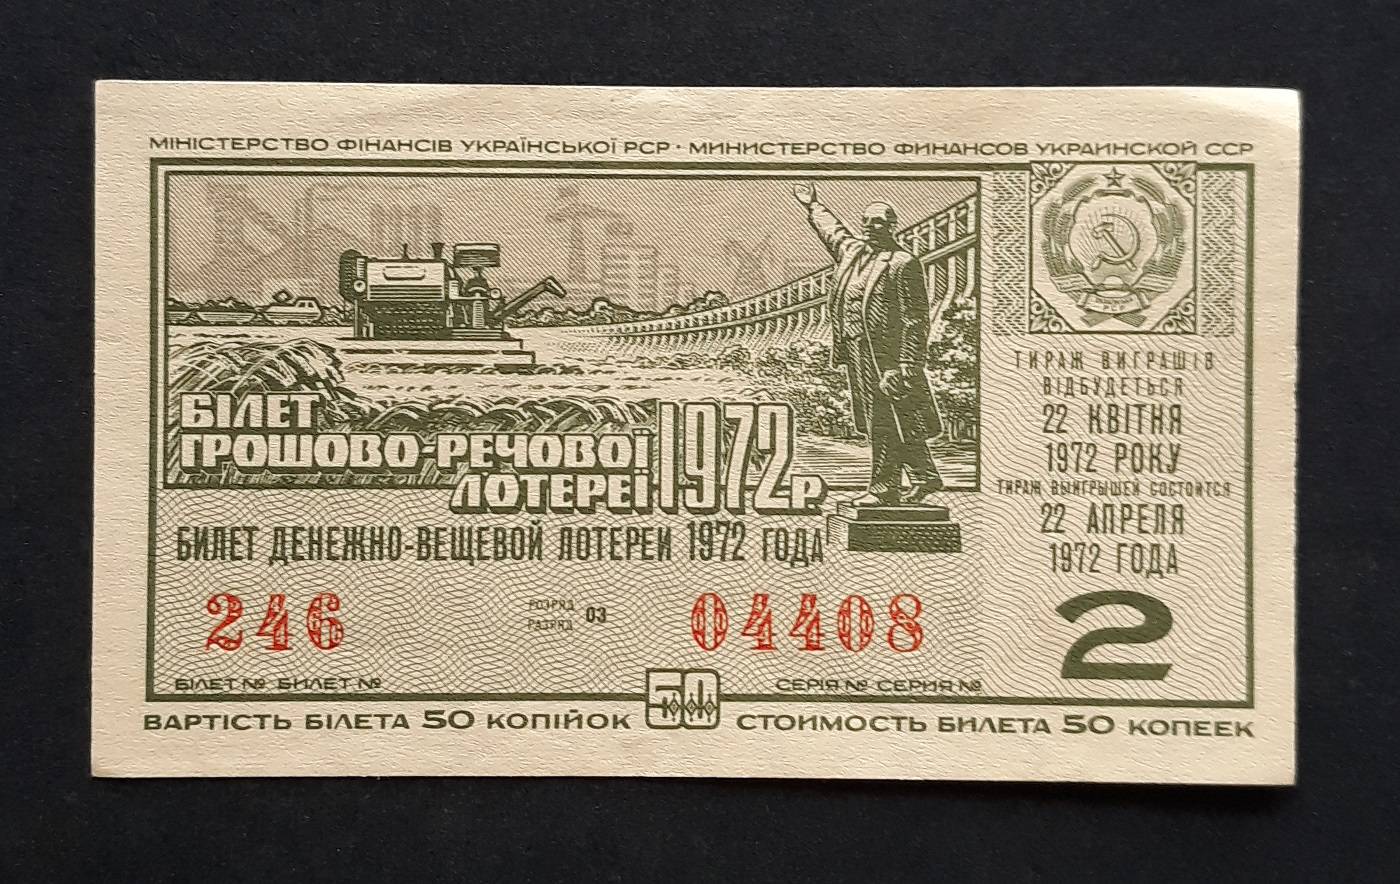 МІНІСТЕРСТВО ФІНАНСІВ УКРАЇНСЬКОЇ РСР · МИНИСТЕРСТВО ФИНАНСОВ УКРАИНСКОЙ ССР
БІЛЕТ
ГРОШОВО-РЕЧОВОЇ
ЛОТЕРЕЇ 1972 р.
БИЛЕТ ДЕНЕЖНО-ВЕЩЕВОЙ ЛОТЕРЕИ 1972 ГОДА
ТИРАЖ ВИГРАШІВ
ВІДБУДЕТЬСЯ
22 КВІТНЯ
1972 РОКУ
ТИРАЖ ВЫИГРЫШЕЙ СОСТОИТСЯ
22 АПРЕЛЯ
1972 ГОДА
246
РОЗРЯД
РАЗРЯД
03
04408
2
БІЛЕТ № БИЛЕТ №
СЕРІЯ № СЕРИЯ №
ВАРТІСТЬ БІЛЕТА 50 КОПІЙОК
50
СТОИМОСТЬ БИЛЕТА 50 КОПЕЕК